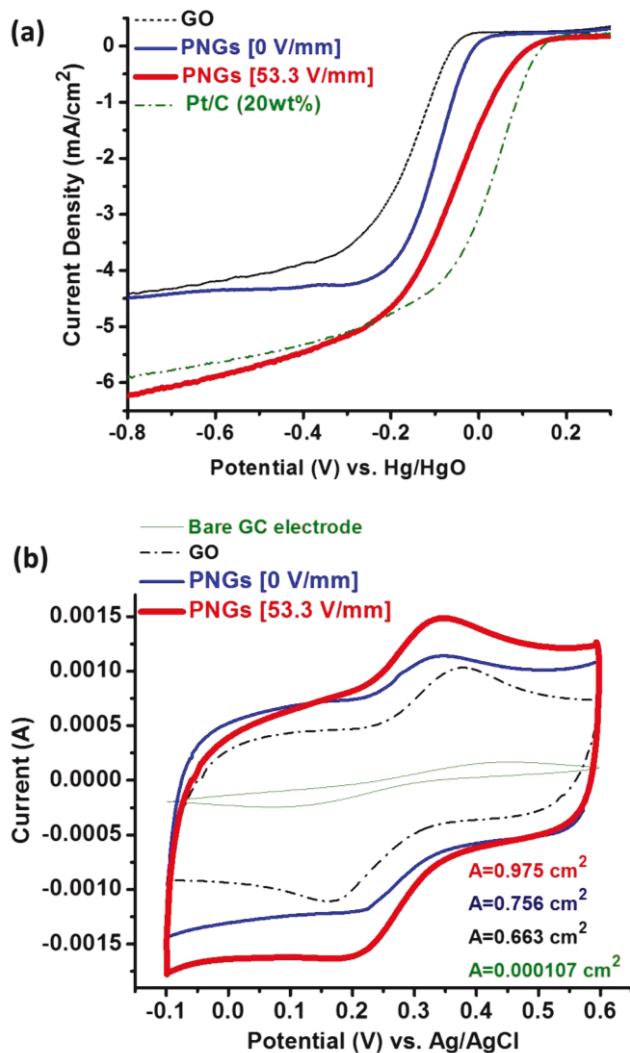 (a)
GO
PNGs [0 V/mm]
PNGs [53.3 V/mm]
Pt/C (20wt%)
Current Density (mA/cm²)
0
-1
-2
-3
-4
-5
-6
-0.8 -0.6 -0.4 -0.2 0.0 0.2
Potential (V) vs. Hg/HgO
(b)
Bare GC electrode
GO
PNGs [0 V/mm]
PNGs [53.3 V/mm]
Current (A)
0.0015
0.0010
0.0005
0.0000
-0.0005
-0.0010
-0.0015
A=0.975 cm²
A=0.756 cm²
A=0.663 cm²
A=0.000107 cm²
-0.1 0.0 0.1 0.2 0.3 0.4 0.5 0.6
Potential (V) vs. Ag/AgCl